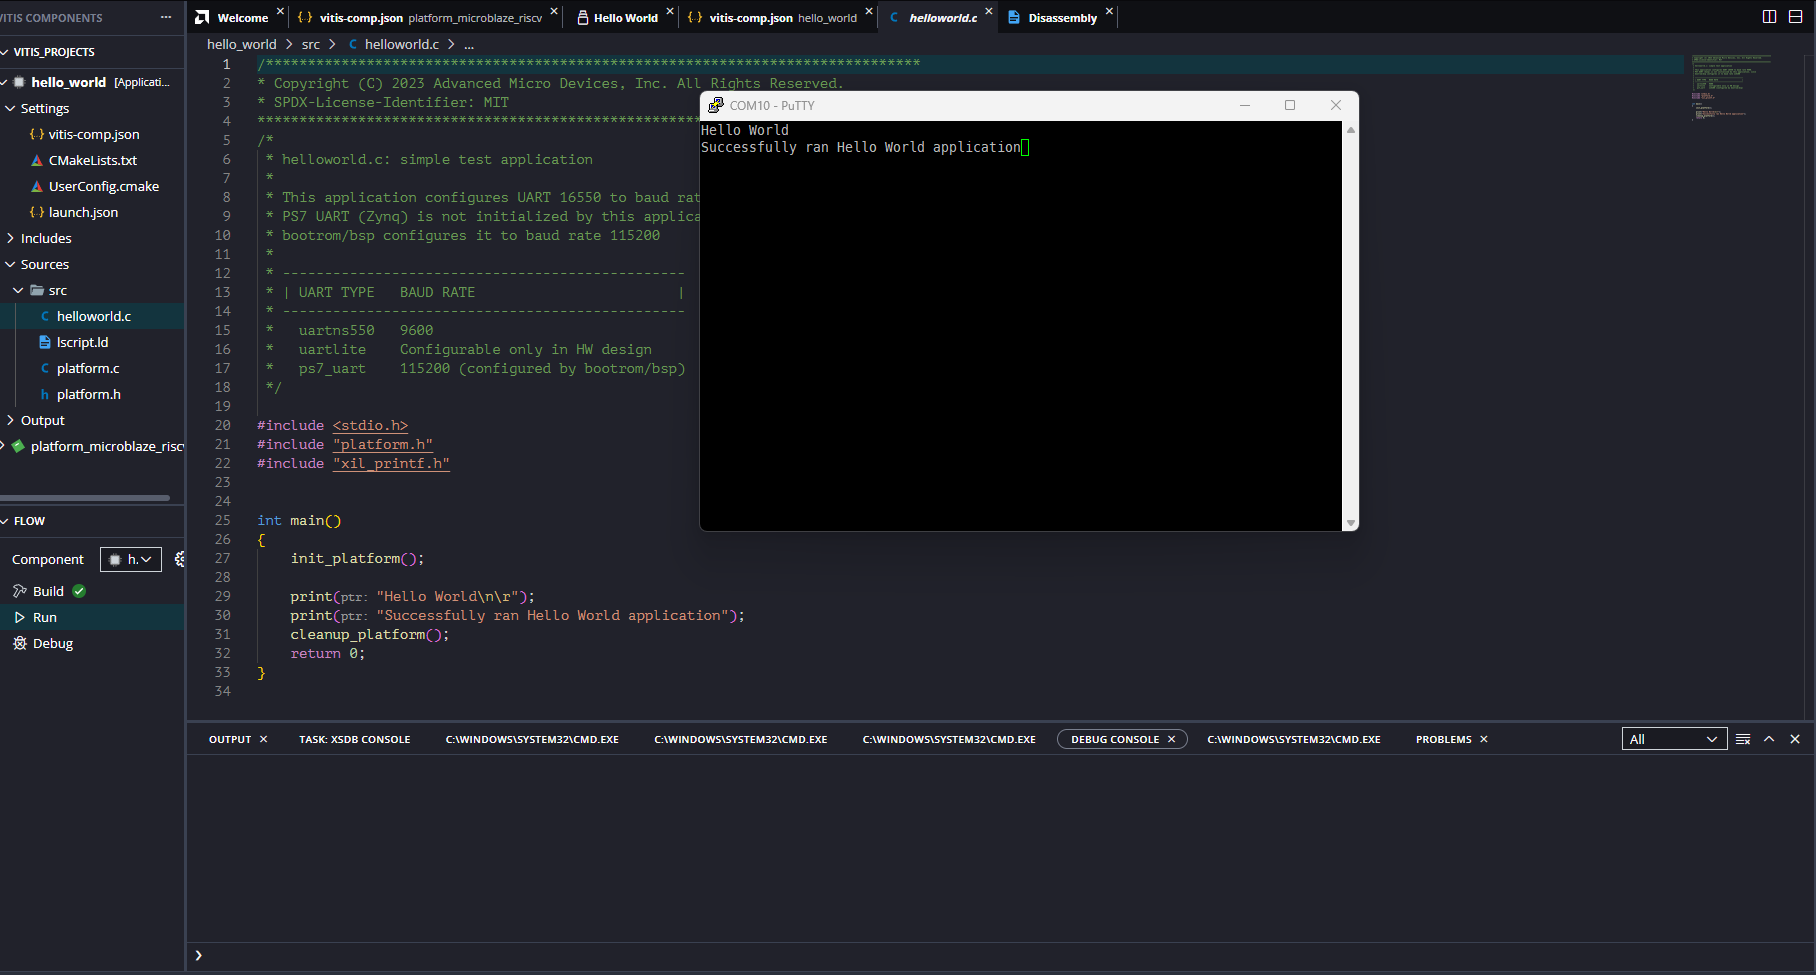 VITIS COMPONENTS
VITIS_PROJECTS
hello_world [Applicati...
Settings
vitis-comp.json
CMakeLists.txt
UserConfig.cmake
launch.json
Includes
Sources
src
helloworld.c
lscript.ld
platform.c
platform.h
Output
platform_microblaze_riscv
FLOW
Component h.
Build
Run
Debug
Welcome vitis-comp.json platform_microblaze_riscv Hello World vitis-comp.json hello_world helloworld.c Disassembly
hello_world > src > C helloworld.c > ...
1 /******************************************************************************
2 * Copyright (C) 2023 Advanced Micro Devices, Inc. All Rights Reserved.
3 * SPDX-License-Identifier: MIT
4 *****************************************************
5 /*
6 * helloworld.c: simple test application
7 *
8 * This application configures UART 16550 to baud rat
9 * PS7 UART (Zynq) is not initialized by this applica
10 * bootrom/bsp configures it to baud rate 115200
11 *
12 * ------------------------------------------------
13 * | UART TYPE   BAUD RATE                        |
14 * ------------------------------------------------
15 *   uartns550   9600
16 *   uartlite    Configurable only in HW design
17 *   ps7_uart    115200 (configured by bootrom/bsp)
18 */
19
20 #include <stdio.h>
21 #include "platform.h"
22 #include "xil_printf.h"
23
24
25 int main()
26 {
27     init_platform();
28
29     print(ptr: "Hello World\n\r");
30     print(ptr: "Successfully ran Hello World application");
31     cleanup_platform();
32     return 0;
33 }
34
COM10 - PuTTY
Hello World
Successfully ran Hello World application
OUTPUT TASK: XSDB CONSOLE C:\WINDOWS\SYSTEM32\CMD.EXE C:\WINDOWS\SYSTEM32\CMD.EXE C:\WINDOWS\SYSTEM32\CMD.EXE DEBUG CONSOLE C:\WINDOWS\SYSTEM32\CMD.EXE PROBLEMS All